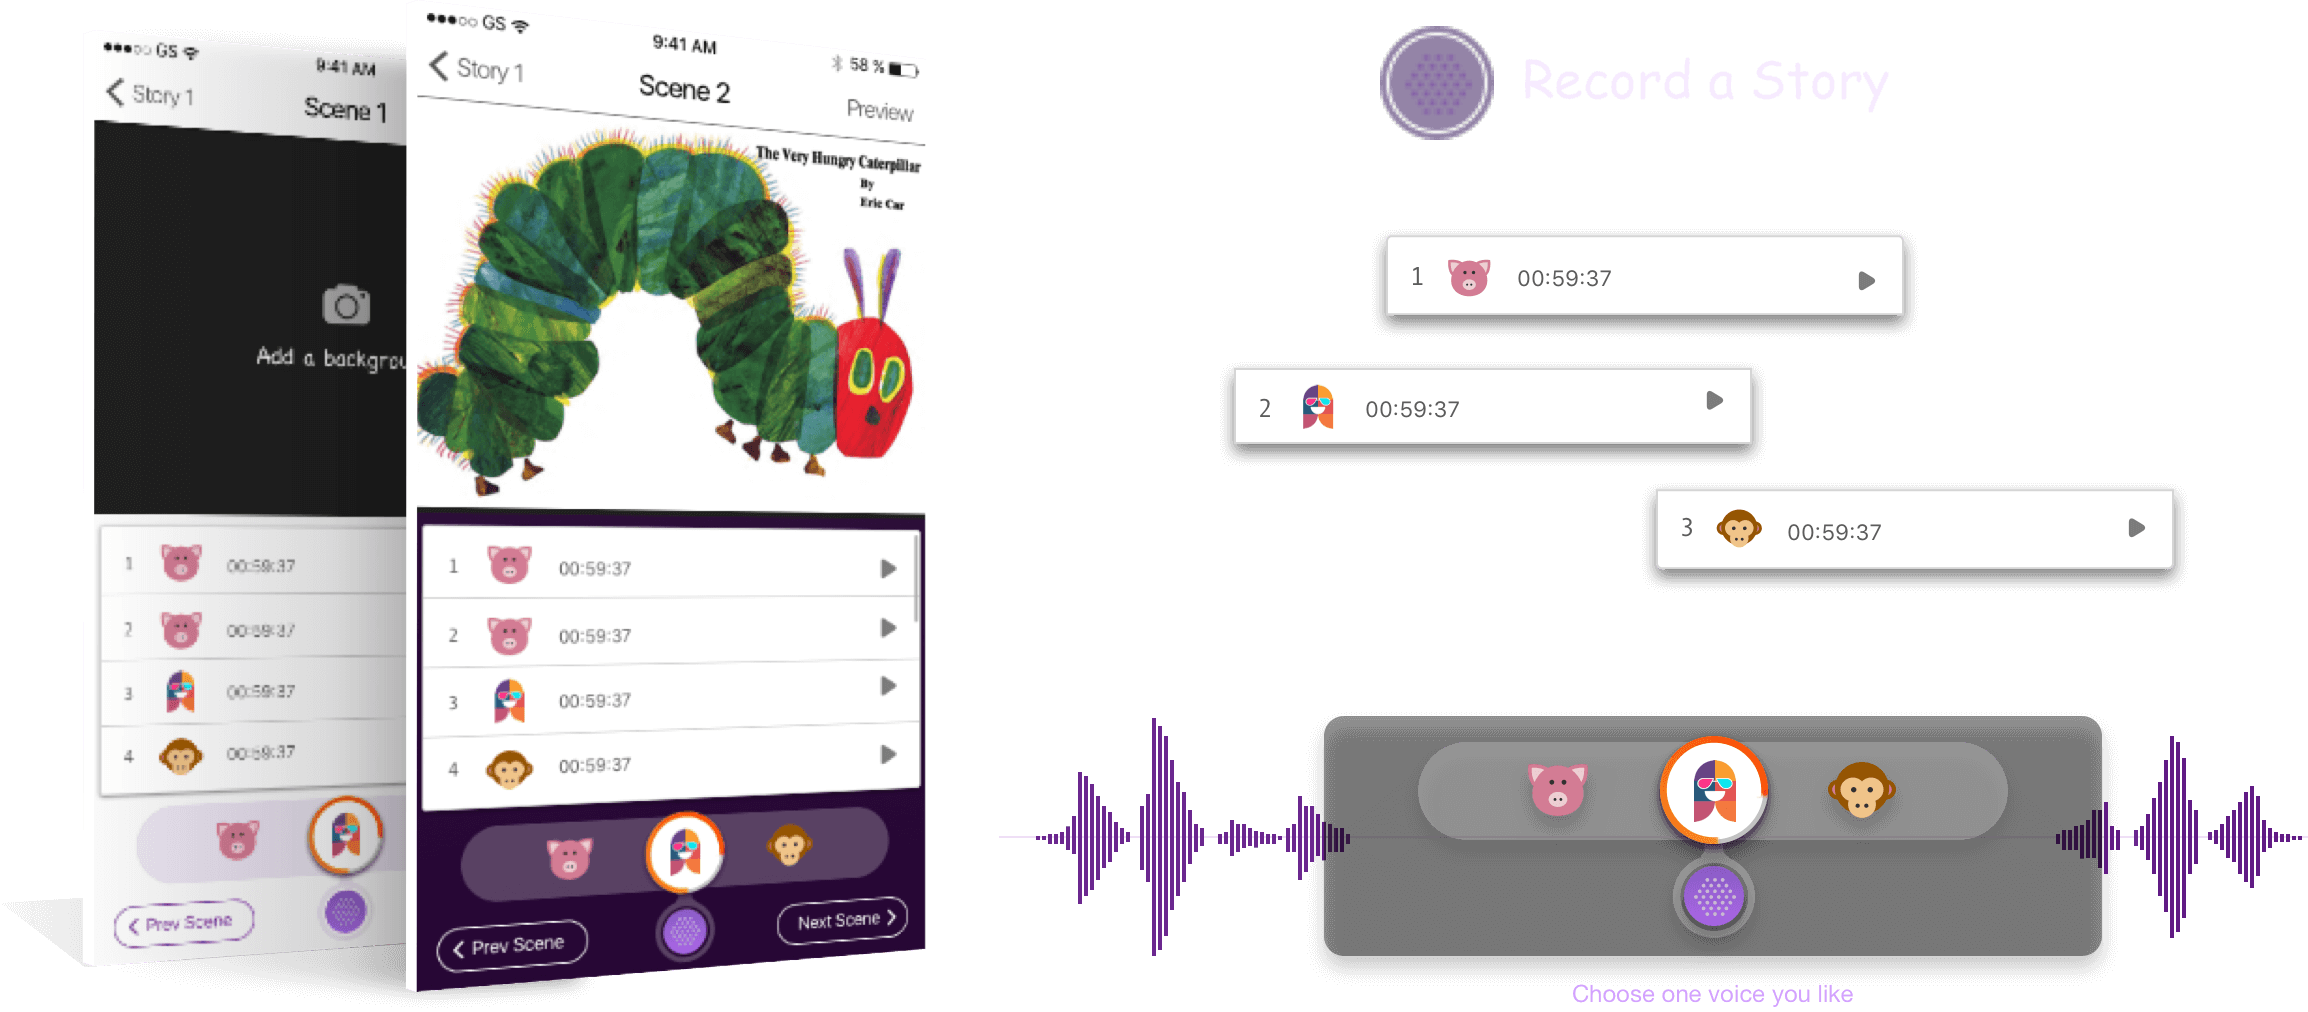 GS
9:41 AM
Story 1
Scene 1
Add a backgrou
1 00:59:37
2 00:59:37
3 00:59:37
4 00:59:37
Prev Scene
GS
9:41 AM
58 %
Story 1
Scene 2
Preview
The Very Hungry Caterpillar
By
Eric Car
1 00:59:37
2 00:59:37
3 00:59:37
4 00:59:37
Prev Scene
Next Scene
Record a Story
1 00:59:37
2 00:59:37
3 00:59:37
Choose one voice you like